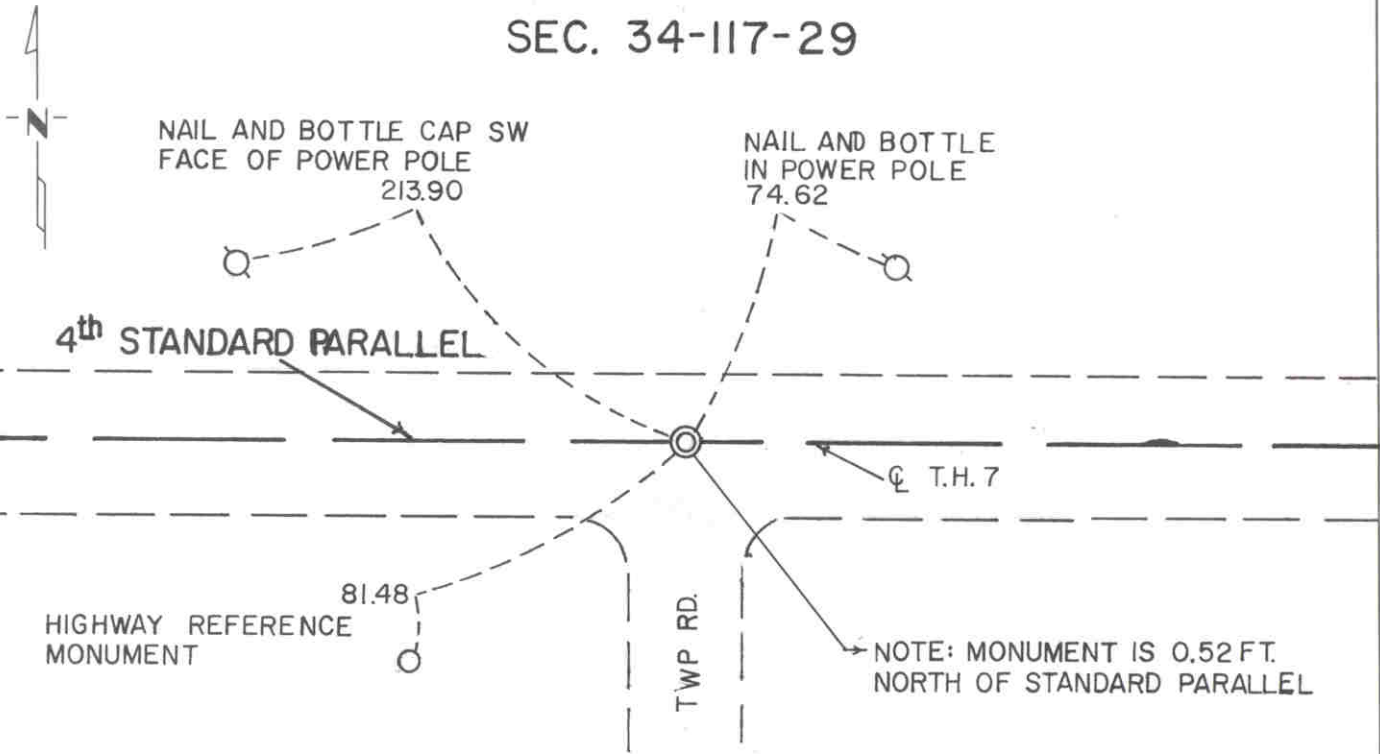 SEC. 34-117-29
N
NAIL AND BOTTLE CAP SW
FACE OF POWER POLE
213.90
NAIL AND BOTTLE
IN POWER POLE
74.62
4th STANDARD PARALLEL
℄ T.H. 7
81.48
HIGHWAY REFERENCE
MONUMENT
TWP RD.
NOTE: MONUMENT IS 0.52 FT.
NORTH OF STANDARD PARALLEL